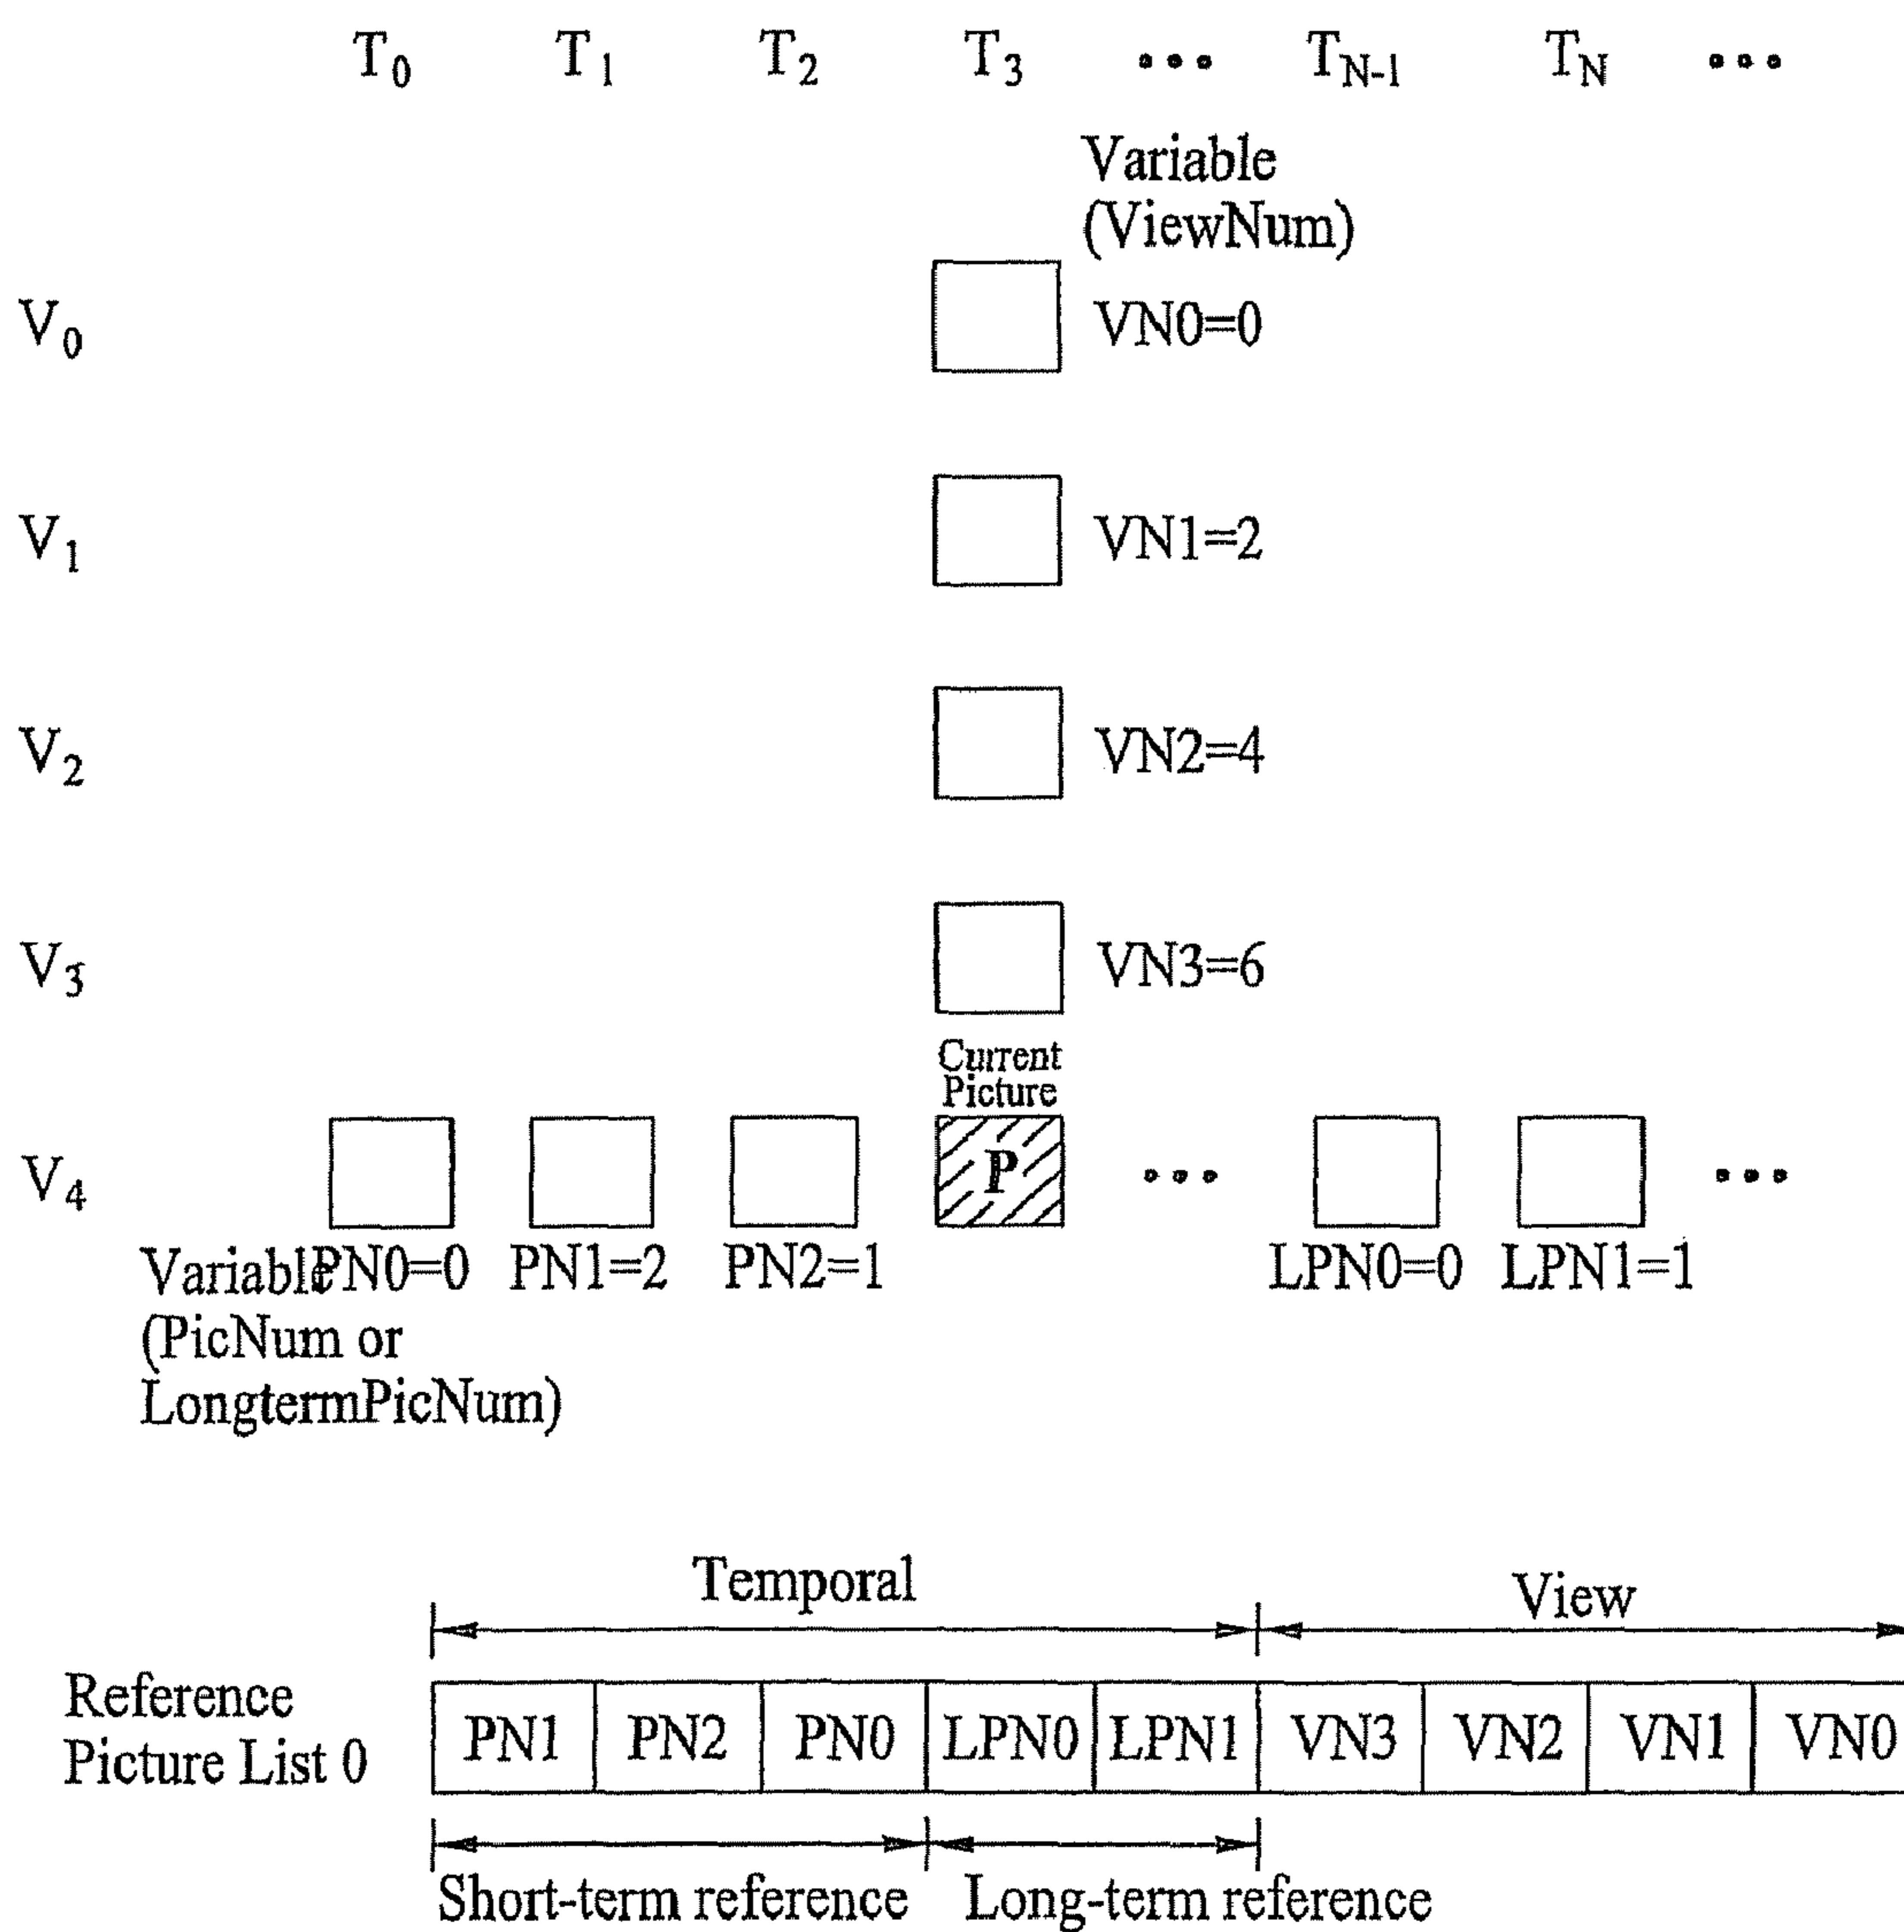 T0 T1 T2 T3 ... TN-1 TN ...
Variable
(ViewNum)
V0 VN0=0
V1 VN1=2
V2 VN2=4
V3 VN3=6
Current
Picture
V4 P ... ...
Variable PN0=0 PN1=2 PN2=1 LPN0=0 LPN1=1
(PicNum or
LongtermPicNum)
Temporal View
Reference
Picture List 0
PN1 PN2 PN0 LPN0 LPN1 VN3 VN2 VN1 VN0
Short-term reference Long-term reference